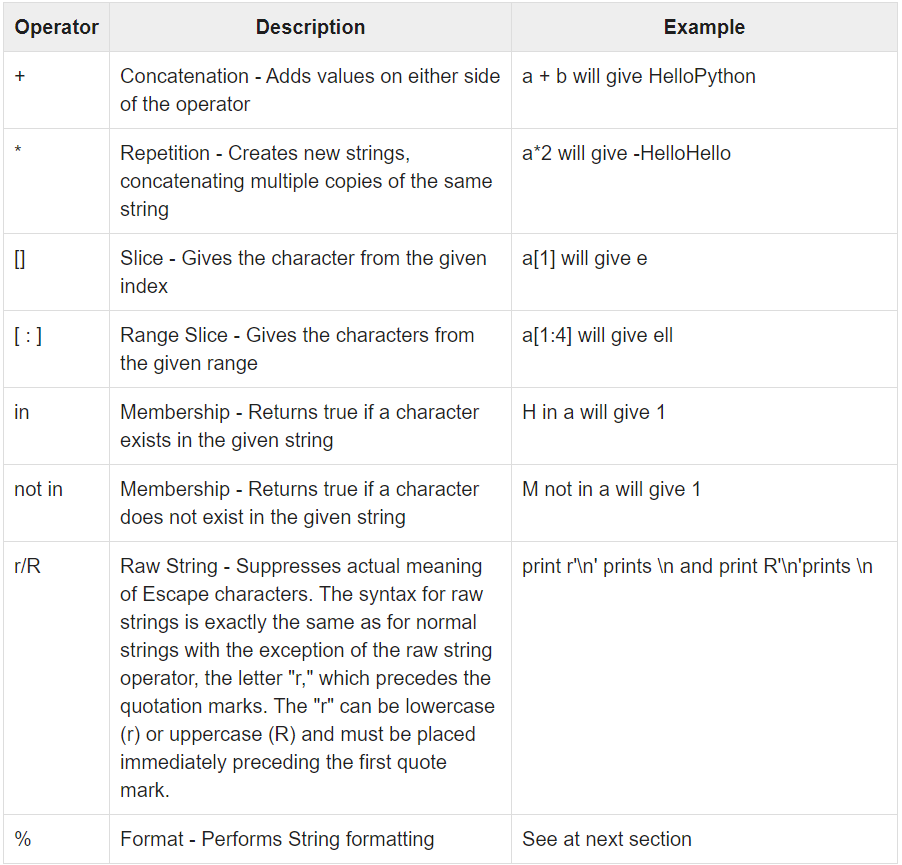 Operator Description Example
+ Concatenation - Adds values on either side a + b will give HelloPython
of the operator
* Repetition - Creates new strings, a*2 will give -HelloHello
concatenating multiple copies of the same
string
[] Slice - Gives the character from the given a[1] will give e
index
[ : ] Range Slice - Gives the characters from a[1:4] will give ell
the given range
in Membership - Returns true if a character H in a will give 1
exists in the given string
not in Membership - Returns true if a character M not in a will give 1
does not exist in the given string
r/R Raw String - Suppresses actual meaning print r'\n' prints \n and print R'\n'prints \n
of Escape characters. The syntax for raw
strings is exactly the same as for normal
strings with the exception of the raw string
operator, the letter "r," which precedes the
quotation marks. The "r" can be lowercase
(r) or uppercase (R) and must be placed
immediately preceding the first quote
mark.
% Format - Performs String formatting See at next section